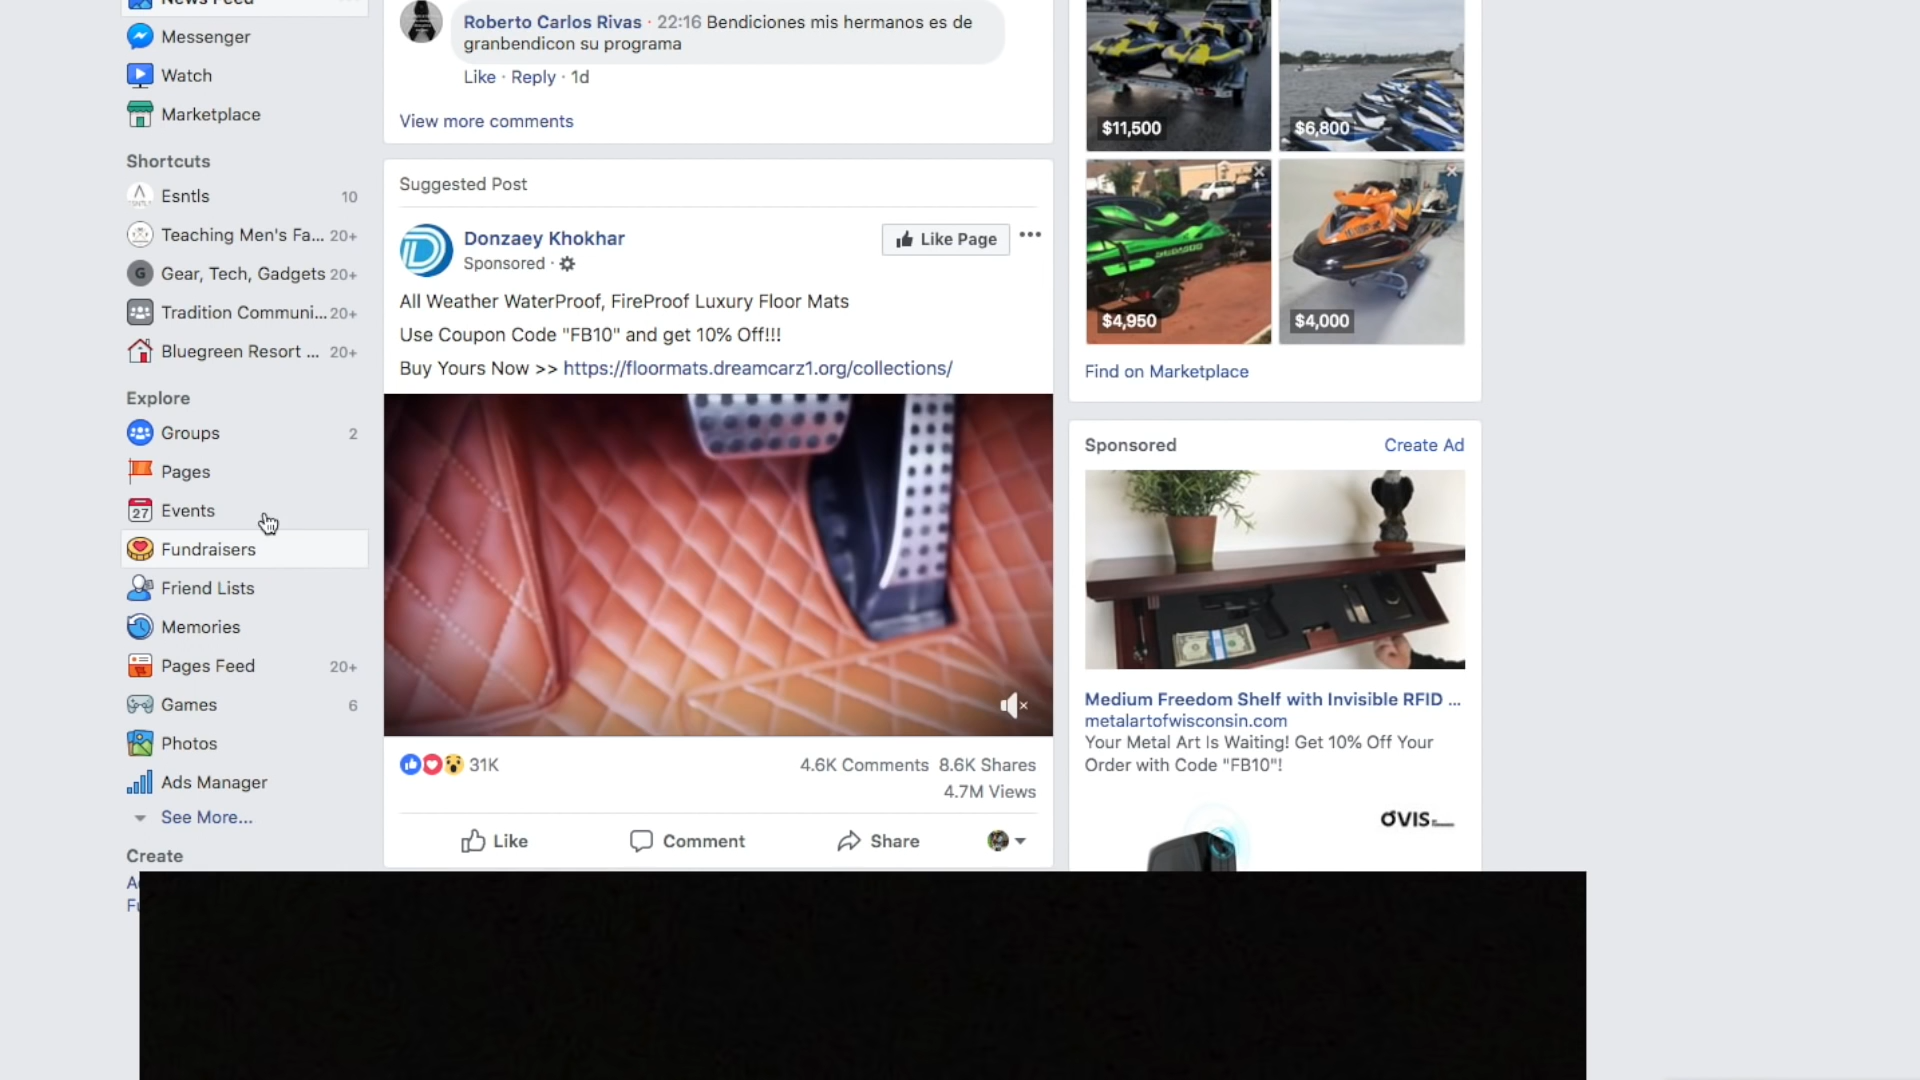 News Feed
Messenger
Watch
Marketplace
Shortcuts
Esntls 10
Teaching Men's Fa... 20+
G Gear, Tech, Gadgets 20+
Tradition Communi... 20+
Bluegreen Resort ... 20+
Explore
Groups 2
Pages
27 Events
Fundraisers
Friend Lists
Memories
Pages Feed 20+
Games 6
Photos
Ads Manager
See More...
Create
Roberto Carlos Rivas · 22:16 Bendiciones mis hermanos es de
granbendicon su programa
Like · Reply · 1d
View more comments
Suggested Post
Donzaey Khokhar
Sponsored ·
Like Page
All Weather WaterProof, FireProof Luxury Floor Mats
Use Coupon Code "FB10" and get 10% Off!!!
Buy Yours Now >> https://floormats.dreamcarz1.org/collections/
31K
4.6K Comments 8.6K Shares
4.7M Views
Like Comment Share
$11,500
$6,800
$4,950
$4,000
Find on Marketplace
Sponsored
Create Ad
Medium Freedom Shelf with Invisible RFID ...
metalartofwisconsin.com
Your Metal Art Is Waiting! Get 10% Off Your
Order with Code "FB10"!
OVIS